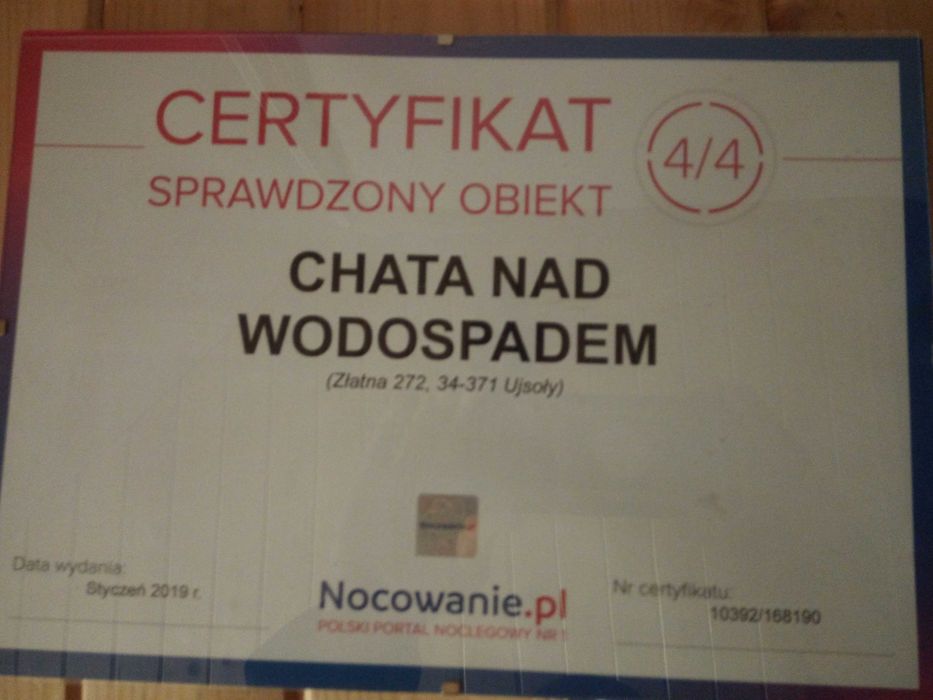 CERTYFIKAT
4/4
SPRAWDZONY OBIEKT
CHATA NAD
WODOSPADEM
(Złatna 272, 34-371 Ujsoły)
Data wydania:
Styczeń 2019 r.
Nocowanie.pl
POLSKI PORTAL NOCLEGOWY NR 1
Nr certyfikatu:
10392/168190